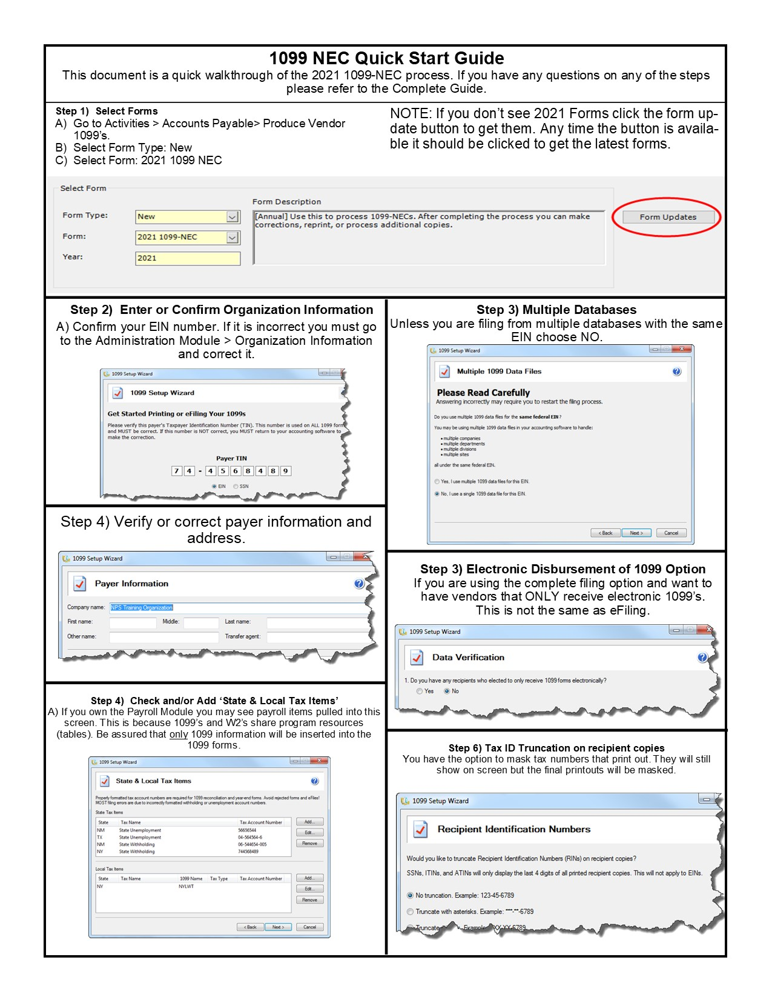 1099 NEC Quick Start Guide
This document is a quick walkthrough of the 2021 1099-NEC process. If you have any questions on any of the steps
please refer to the Complete Guide.
Step 1)  Select Forms
A)  Go to Activities > Accounts Payable> Produce Vendor
1099's.
B)  Select Form Type: New
C)  Select Form: 2021 1099 NEC
NOTE: If you don't see 2021 Forms click the form up-
date button to get them. Any time the button is availa-
ble it should be clicked to get the latest forms.
Select Form
Form Type:
New
Form:
2021 1099-NEC
Year:
2021
Form Description
[Annual] Use this to process 1099-NECs. After completing the process you can make
corrections, reprint, or process additional copies.
Form Updates
Step 2)  Enter or Confirm Organization Information
A) Confirm your EIN number. If it is incorrect you must go
to the Administration Module > Organization Information
and correct it.
1099 Setup Wizard
1099 Setup Wizard
Get Started Printing or eFiling Your 1099s
Please verify this payer's Taxpayer Identification Number (TIN). This number is used on ALL 1099 form
and MUST be correct. If this number is NOT correct, you MUST return to your accounting software to
make the correction.
Payer TIN
7 4 - 4 5 6 8 4 8 9
EIN SSN
Step 3) Multiple Databases
Unless you are filing from multiple databases with the same
EIN choose NO.
1099 Setup Wizard
Multiple 1099 Data Files
Please Read Carefully
Answering incorrectly may require you to restart the filing process.
Do you use multiple 1099 data files for the same federal EIN ?
You may be using multiple 1099 data files in your accounting software to handle:
• multiple companies
• multiple departments
• multiple divisions
• multiple sites
all under the same federal EIN.
Yes, I use multiple 1099 data files for this EIN.
No, I use a single 1099 data file for this EIN.
< Back Next > Cancel
Step 4) Verify or correct payer information and
address.
1099 Setup Wizard
Payer Information
Company name: NPS Training Organization
First name: Middle: Last name:
Other name: Transfer agent:
Step 3) Electronic Disbursement of 1099 Option
If you are using the complete filing option and want to
have vendors that ONLY receive electronic 1099's.
This is not the same as eFiling.
1099 Setup Wizard
Data Verification
1. Do you have any recipients who elected to only receive 1099 forms electronically?
Yes No
Step 4)  Check and/or Add ‘State & Local Tax Items’
A) If you own the Payroll Module you may see payroll items pulled into this
screen. This is because 1099's and W2's share program resources
(tables). Be assured that only 1099 information will be inserted into the
1099 forms.
1099 Setup Wizard
State & Local Tax Items
Properly formatted tax account numbers are required for 1099 reconciliation and year-end forms. Avoid rejected forms and eFiles!
MOST filing errors are due to incorrectly formatted withholding or unemployment account numbers.
State Tax Items
State Tax Name Tax Account Number
NM State Unemployment 56656544
TX State Unemployment 04-564564-6
NM State Withholding 06-544654-005
NY State Withholding 744568489
Add...
Edit...
Remove
Local Tax Items
State Tax Name 1099 Name Tax Type Tax Account Number
NY NYLWT
Add...
Edit...
Remove
< Back Next > Cancel
Step 6) Tax ID Truncation on recipient copies
You have the option to mask tax numbers that print out. They will still
show on screen but the final printouts will be masked.
1099 Setup Wizard
Recipient Identification Numbers
Would you like to truncate Recipient Identification Numbers (RINs) on recipient copies?
SSNs, ITINs, and ATINs will only display the last 4 digits of all printed recipient copies. This will not apply to EINs.
No truncation. Example: 123-45-6789
Truncate with asterisks. Example: ***-**-6789
Truncate Example XX-XX-6789